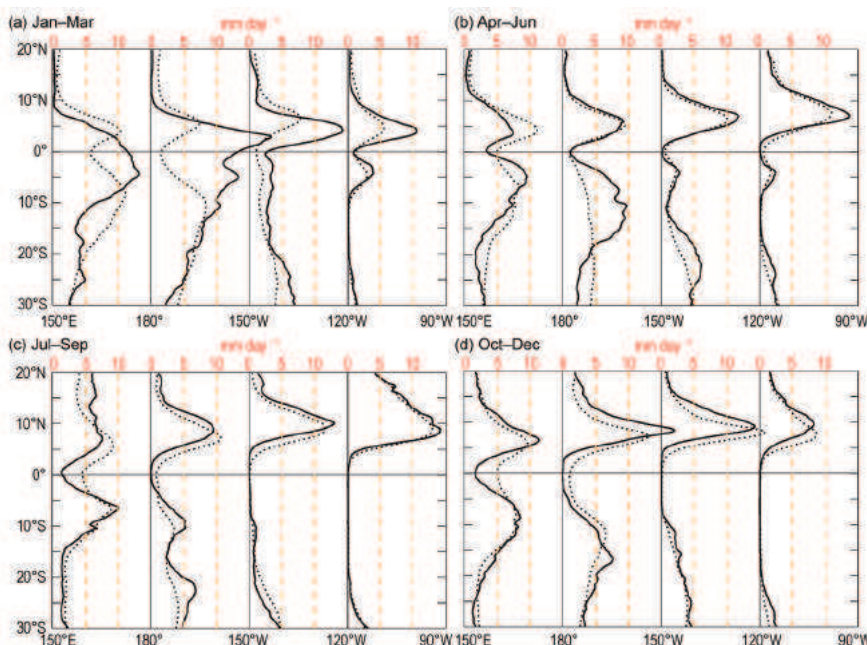 (a) Jan–Mar mm day⁻¹
0 5 10 0 5 10 0 5 10 0 5 10
20°N
10°N
0°
10°S
20°S
30°S
150°E 180° 150°W 120°W 90°W
(b) Apr–Jun mm day⁻¹
0 5 10 0 5 10 0 5 10 0 5 10
150°E 180° 150°W 120°W 90°W
(c) Jul–Sep mm day⁻¹
0 5 10 0 5 10 0 5 10 0 5 10
20°N
10°N
0°
10°S
20°S
30°S
150°E 180° 150°W 120°W 90°W
(d) Oct–Dec mm day⁻¹
0 5 10 0 5 10 0 5 10 0 5 10
150°E 180° 150°W 120°W 90°W